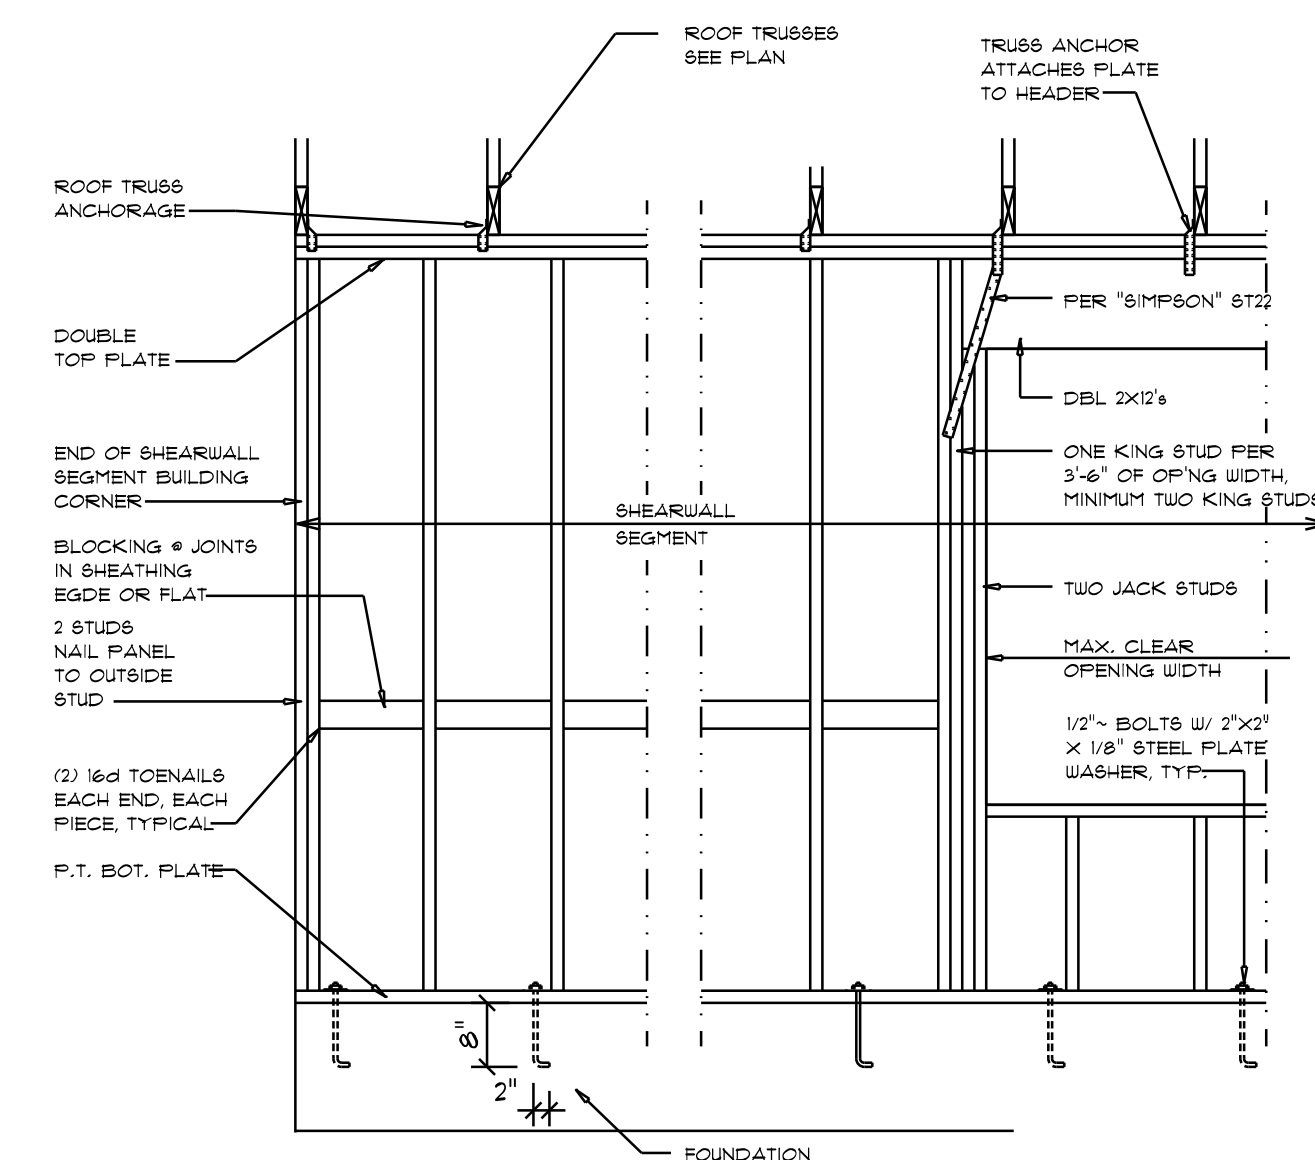 ROOF TRUSSES
SEE PLAN
TRUSS ANCHOR
ATTACHES PLATE
TO HEADER
ROOF TRUSS
ANCHORAGE
PER "SIMPSON" ST22
DOUBLE
TOP PLATE
DBL 2X12's
END OF SHEARWALL
SEGMENT BUILDING
CORNER
ONE KING STUD PER
3'-6" OF OP'NG WIDTH,
MINIMUM TWO KING STUDS
SHEARWALL
SEGMENT
BLOCKING @ JOINTS
IN SHEATHING
EGDE OR FLAT
TWO JACK STUDS
2 STUDS
NAIL PANEL
TO OUTSIDE
STUD
MAX. CLEAR
OPENING WIDTH
1/2"~ BOLTS W/ 2"X2"
X 1/8" STEEL PLATE
WASHER, TYP.
(2) 16d TOENAILS
EACH END, EACH
PIECE, TYPICAL
P.T. BOT. PLATE
8"
2"
FOUNDATION